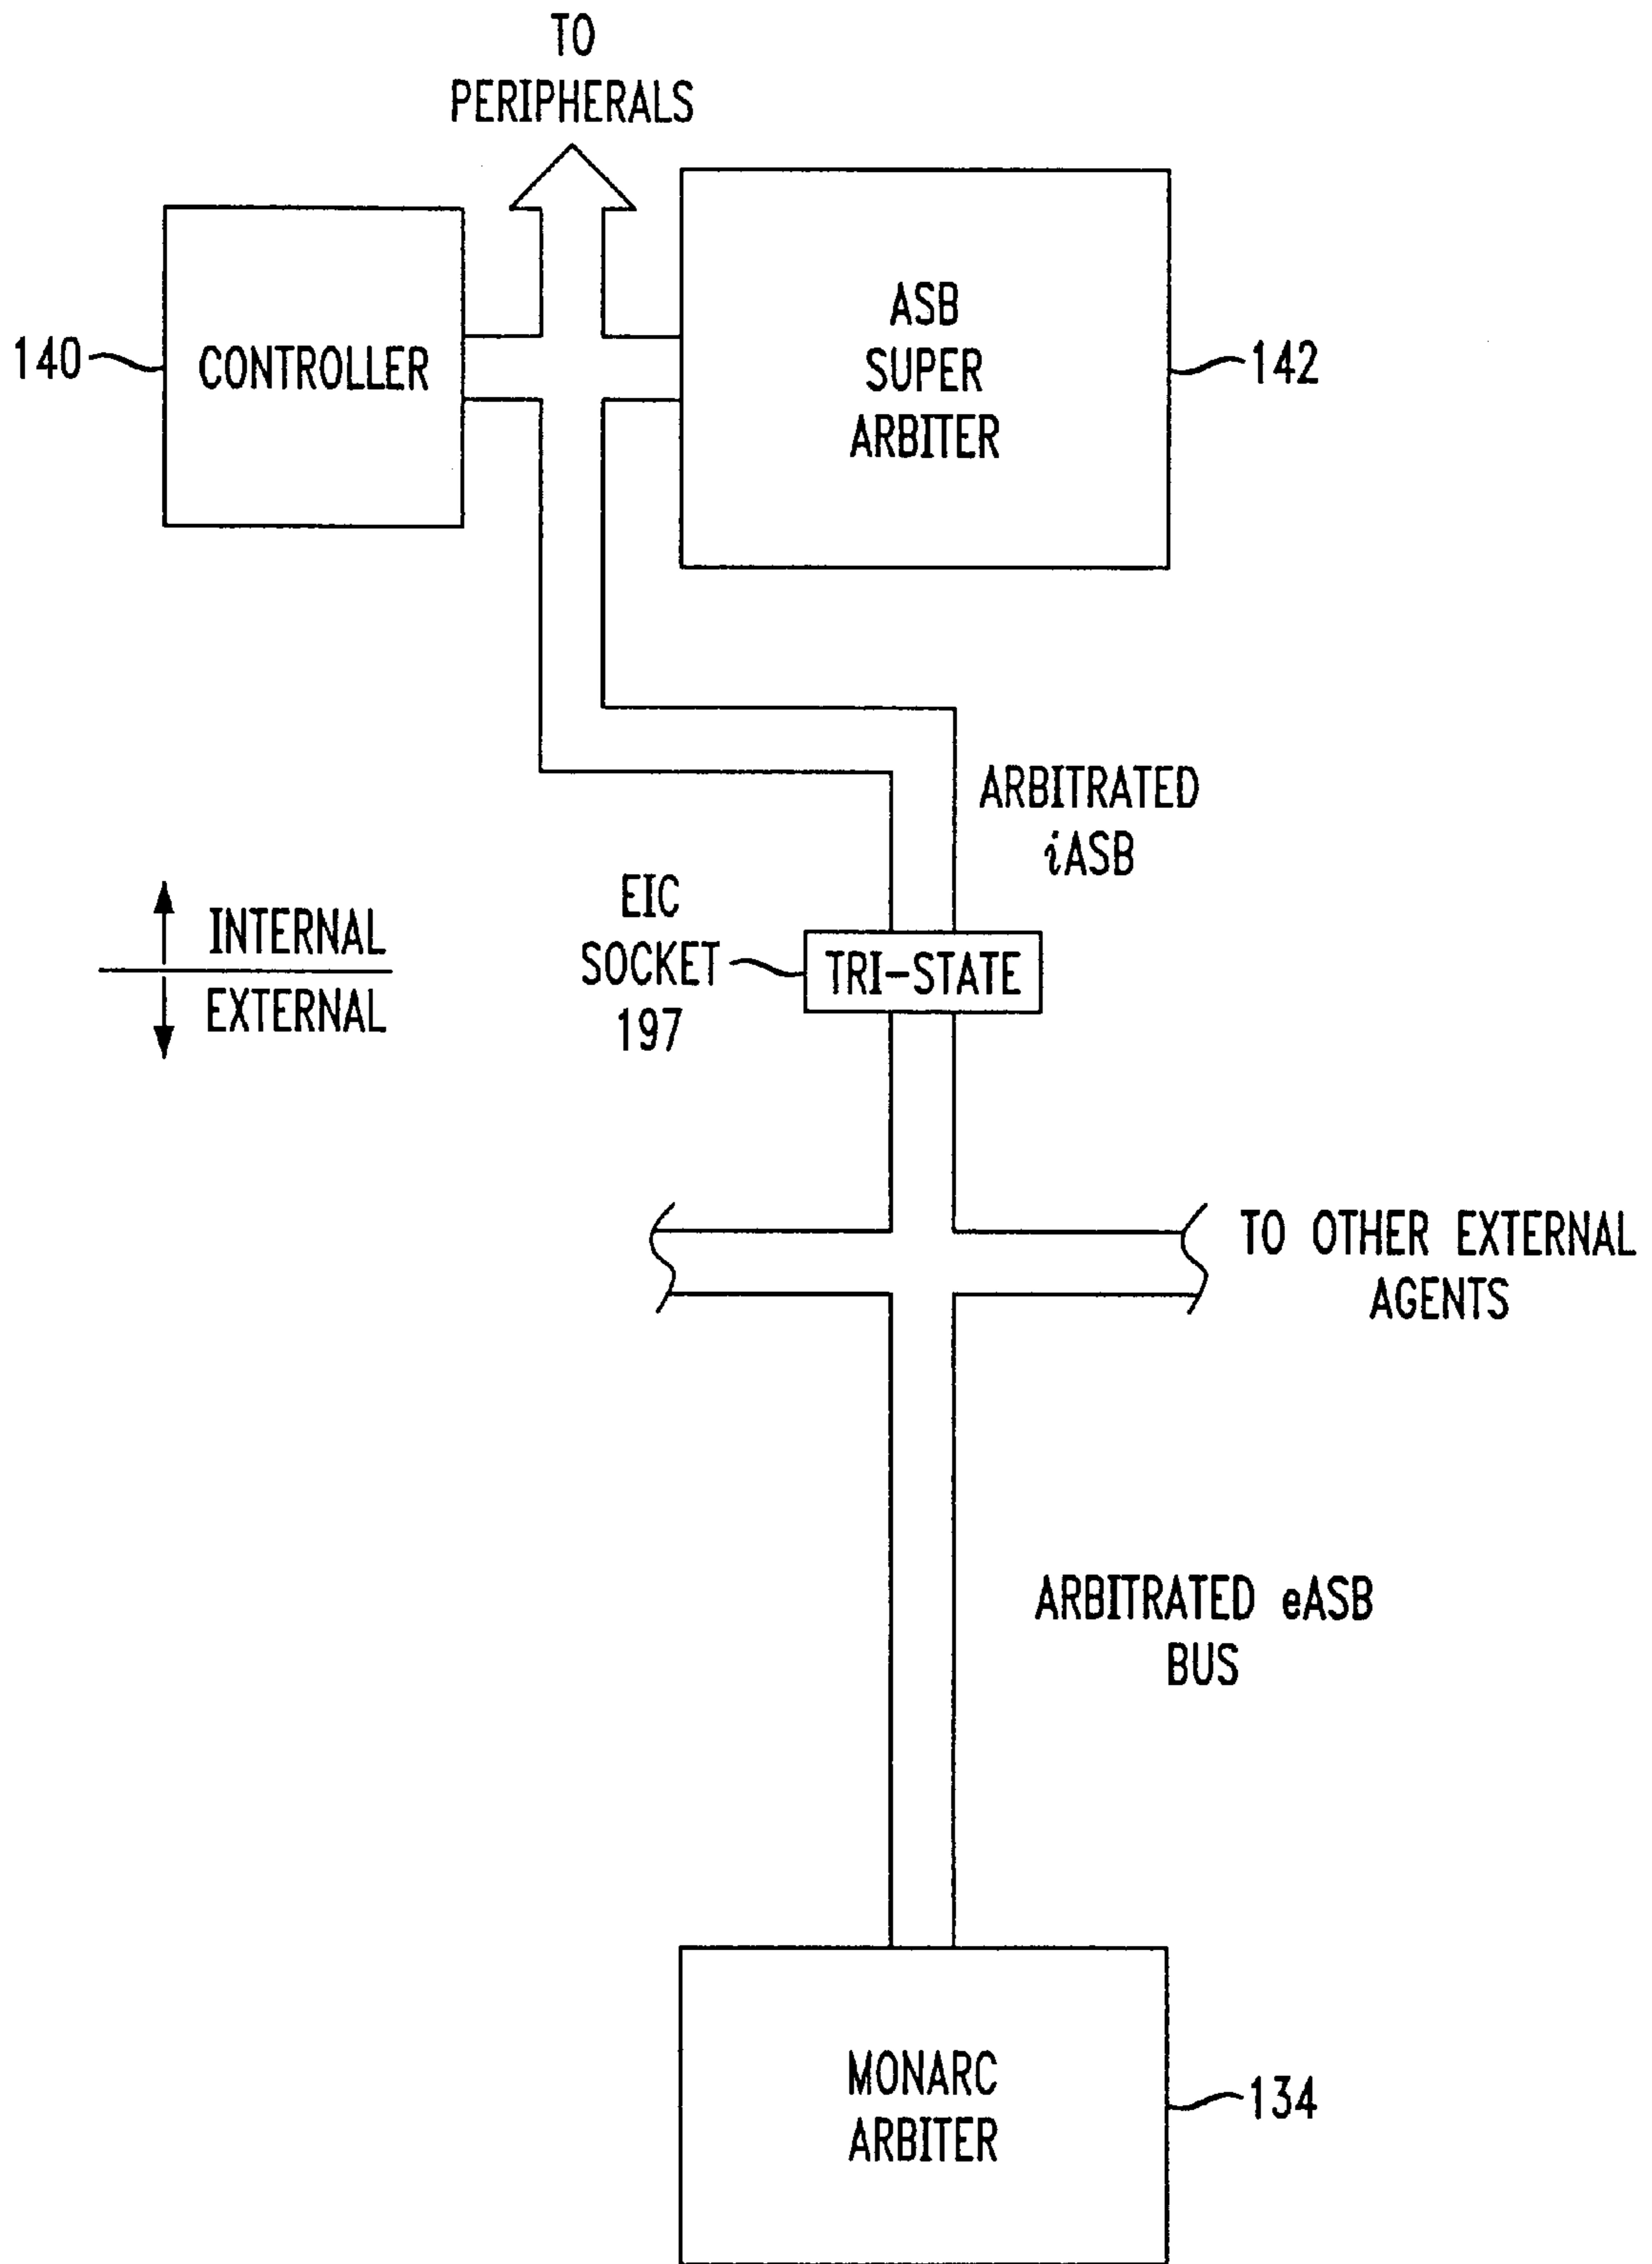 TO
PERIPHERALS
140
CONTROLLER
ASB
SUPER
ARBITER
142
ARBITRATED
iASB
INTERNAL
EXTERNAL
EIC
SOCKET
197
TRI-STATE
TO OTHER EXTERNAL
AGENTS
ARBITRATED eASB
BUS
MONARC
ARBITER
134